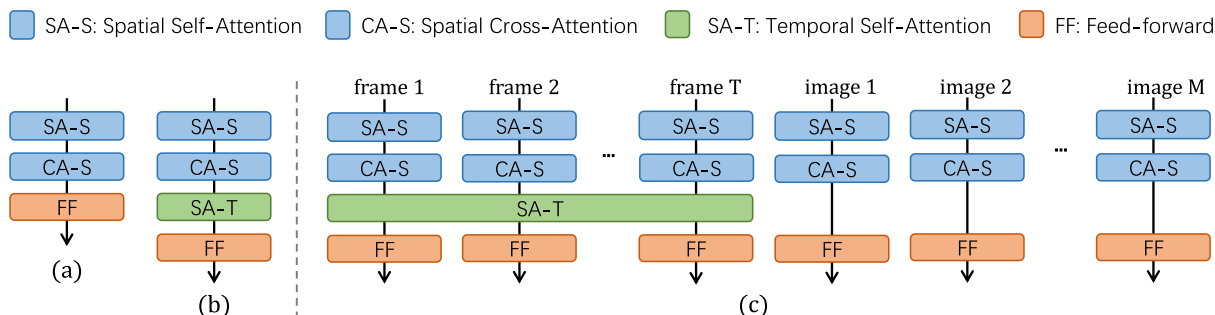 SA-S: Spatial Self-Attention CA-S: Spatial Cross-Attention SA-T: Temporal Self-Attention FF: Feed-forward
frame 1 frame 2 frame T image 1 image 2 image M
SA-S SA-S SA-S SA-S SA-S SA-S SA-S SA-S
... ...
CA-S CA-S CA-S CA-S CA-S CA-S CA-S CA-S
FF SA-T SA-T
FF FF FF FF FF FF FF
(a)
(b) (c)